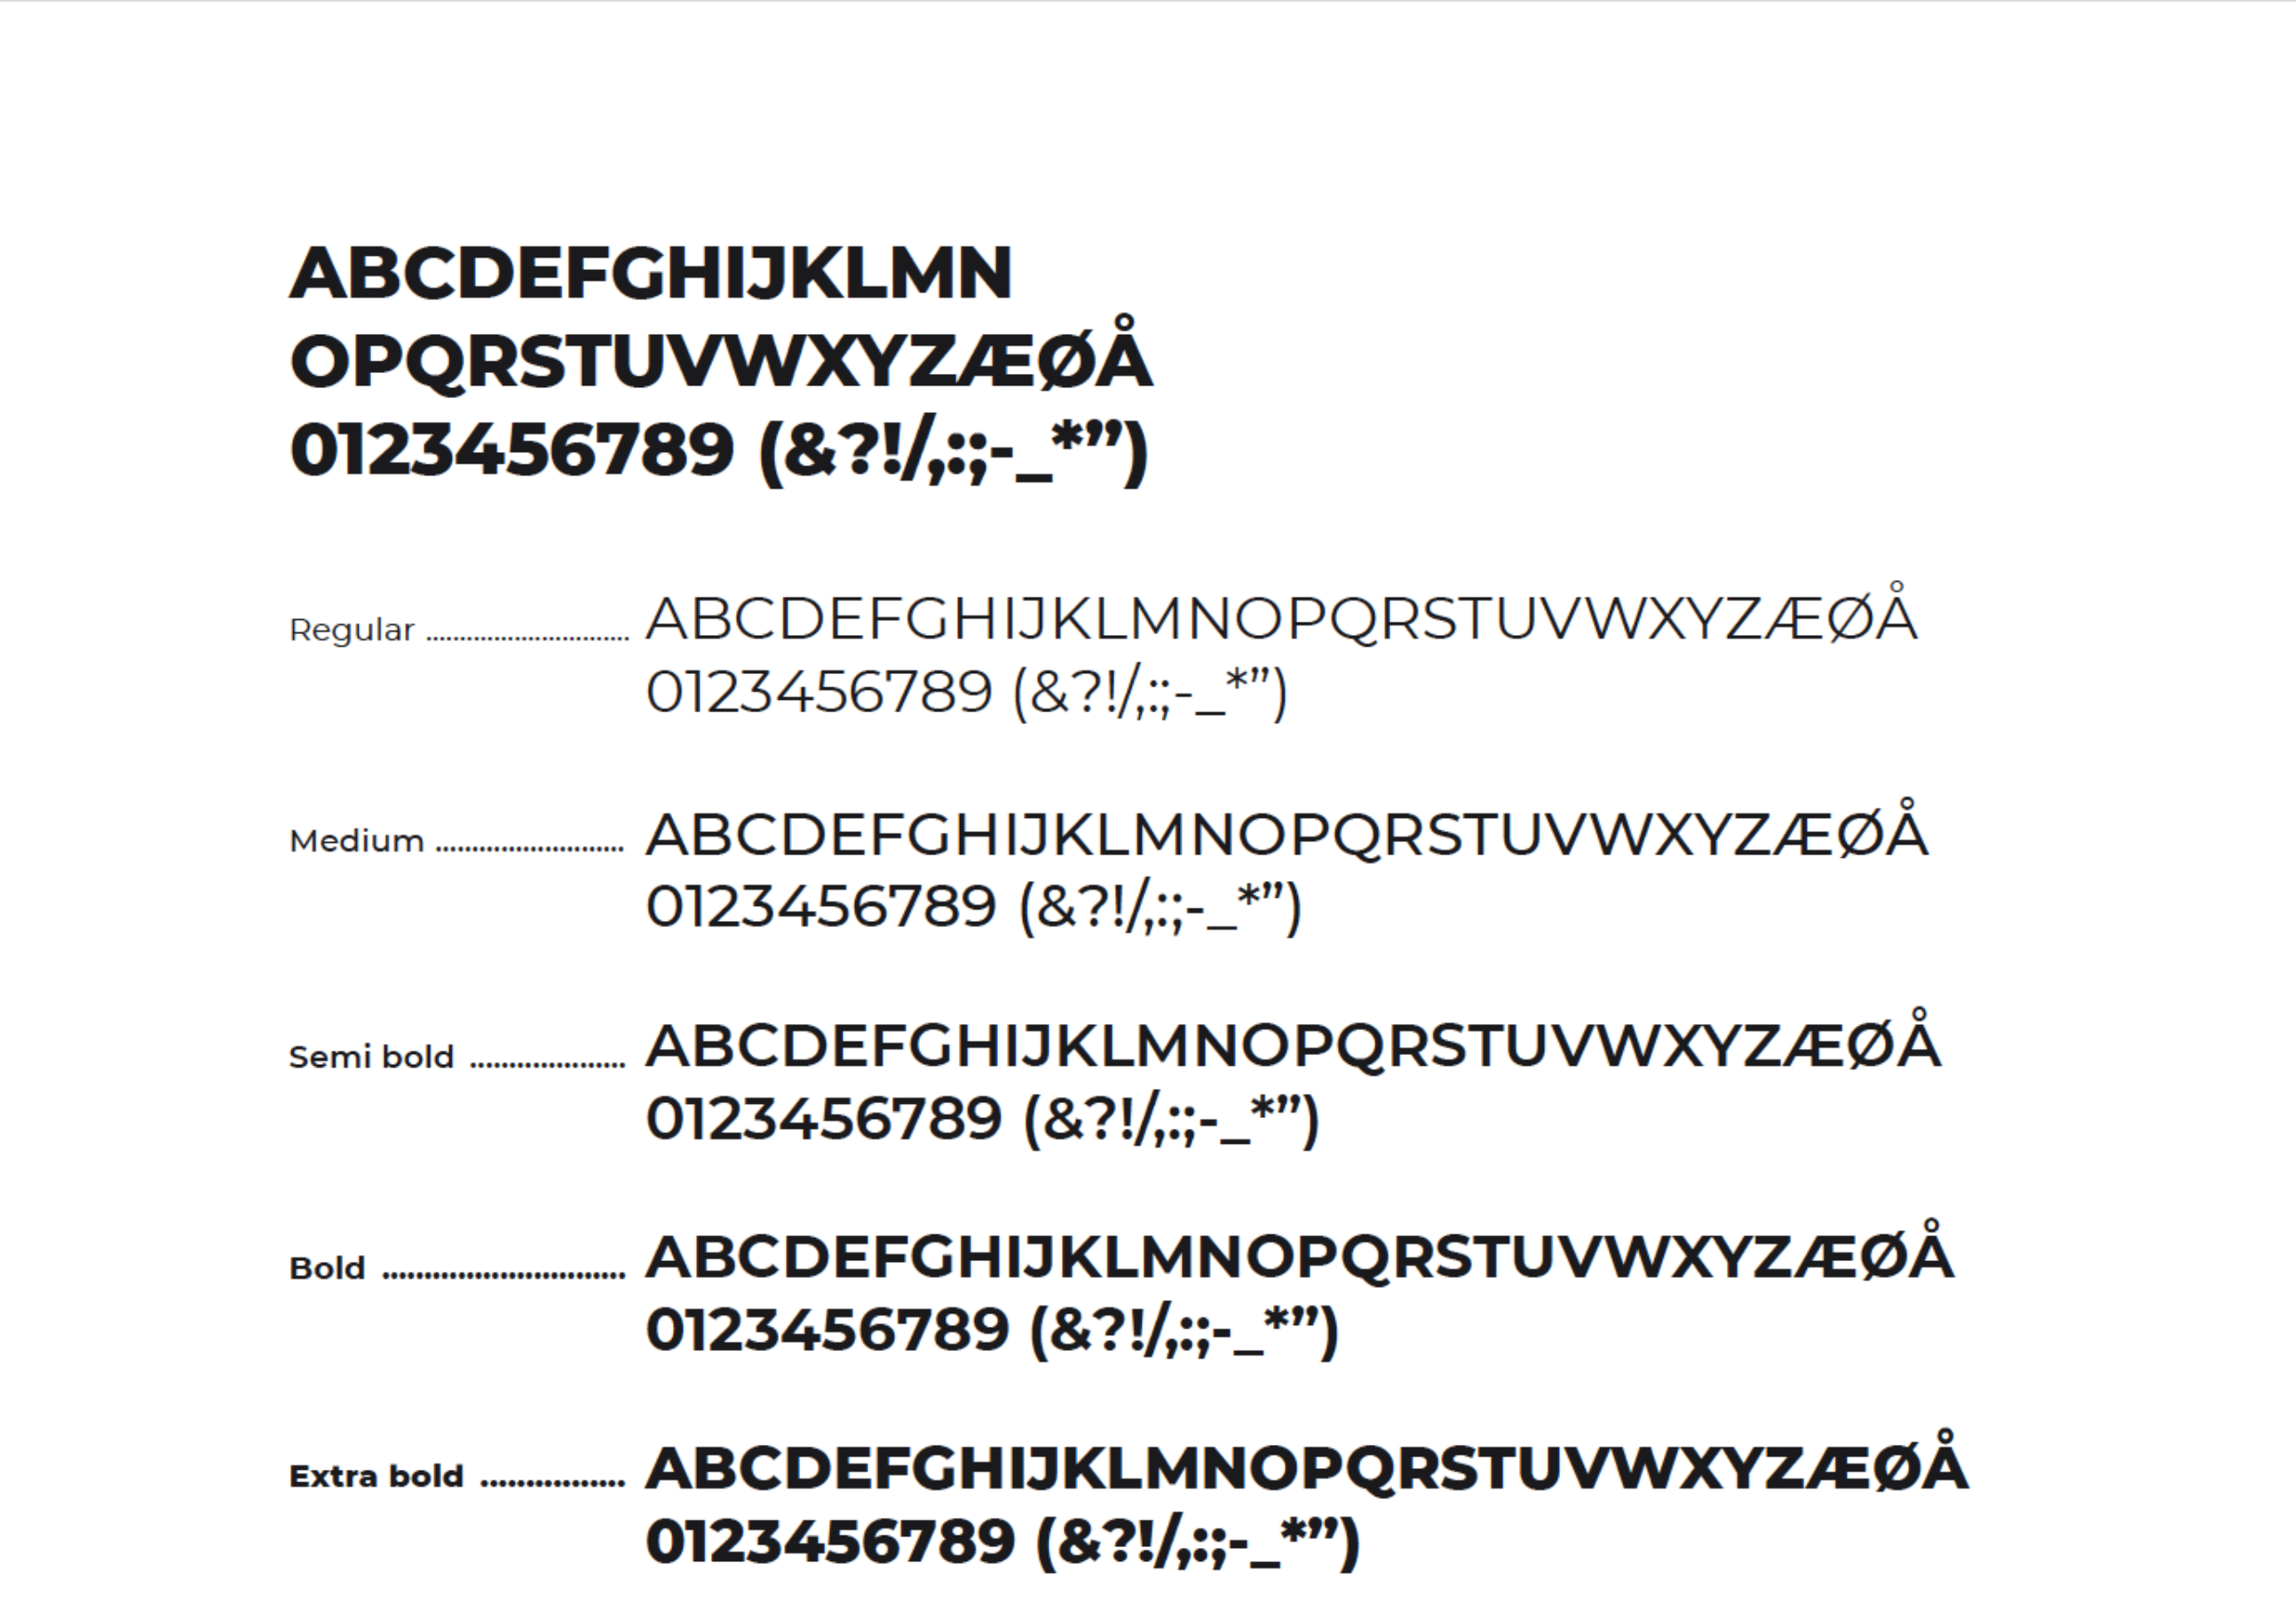 ABCDEFGHIJKLMN
OPQRSTUVWXYZÆØÅ
0123456789 (&?!/,:;-_*”)
Regular ............................... ABCDEFGHIJKLMNOPQRSTUVWXYZÆØÅ
0123456789 (&?!/,:;-_*”)
Medium ............................ ABCDEFGHIJKLMNOPQRSTUVWXYZÆØÅ
0123456789 (&?!/,:;-_*”)
Semi bold .................... ABCDEFGHIJKLMNOPQRSTUVWXYZÆØÅ
0123456789 (&?!/,:;-_*”)
Bold ............................. ABCDEFGHIJKLMNOPQRSTUVWXYZÆØÅ
0123456789 (&?!/,:;-_*”)
Extra bold ................ ABCDEFGHIJKLMNOPQRSTUVWXYZÆØÅ
0123456789 (&?!/,:;-_*”)